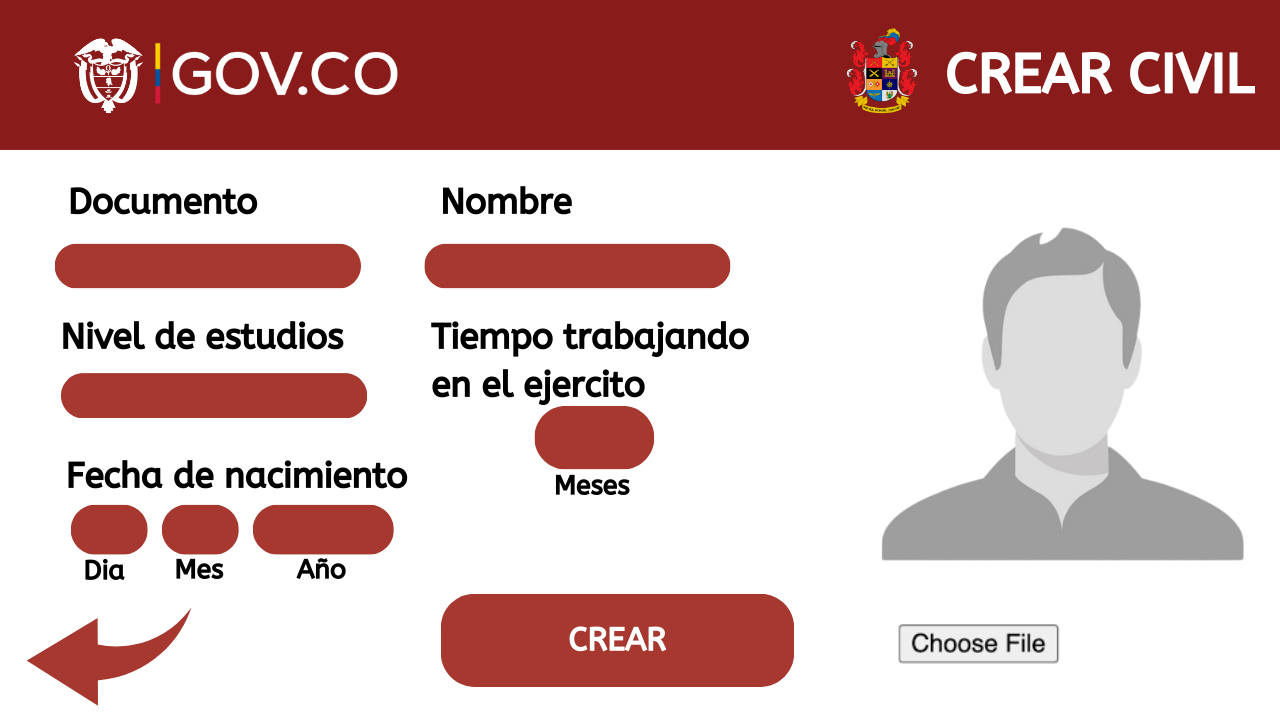 GOV.CO
CREAR CIVIL
Documento
Nombre
Nivel de estudios
Tiempo trabajando
en el ejercito
Meses
Fecha de nacimiento
Dia
Mes
Año
CREAR
Choose File